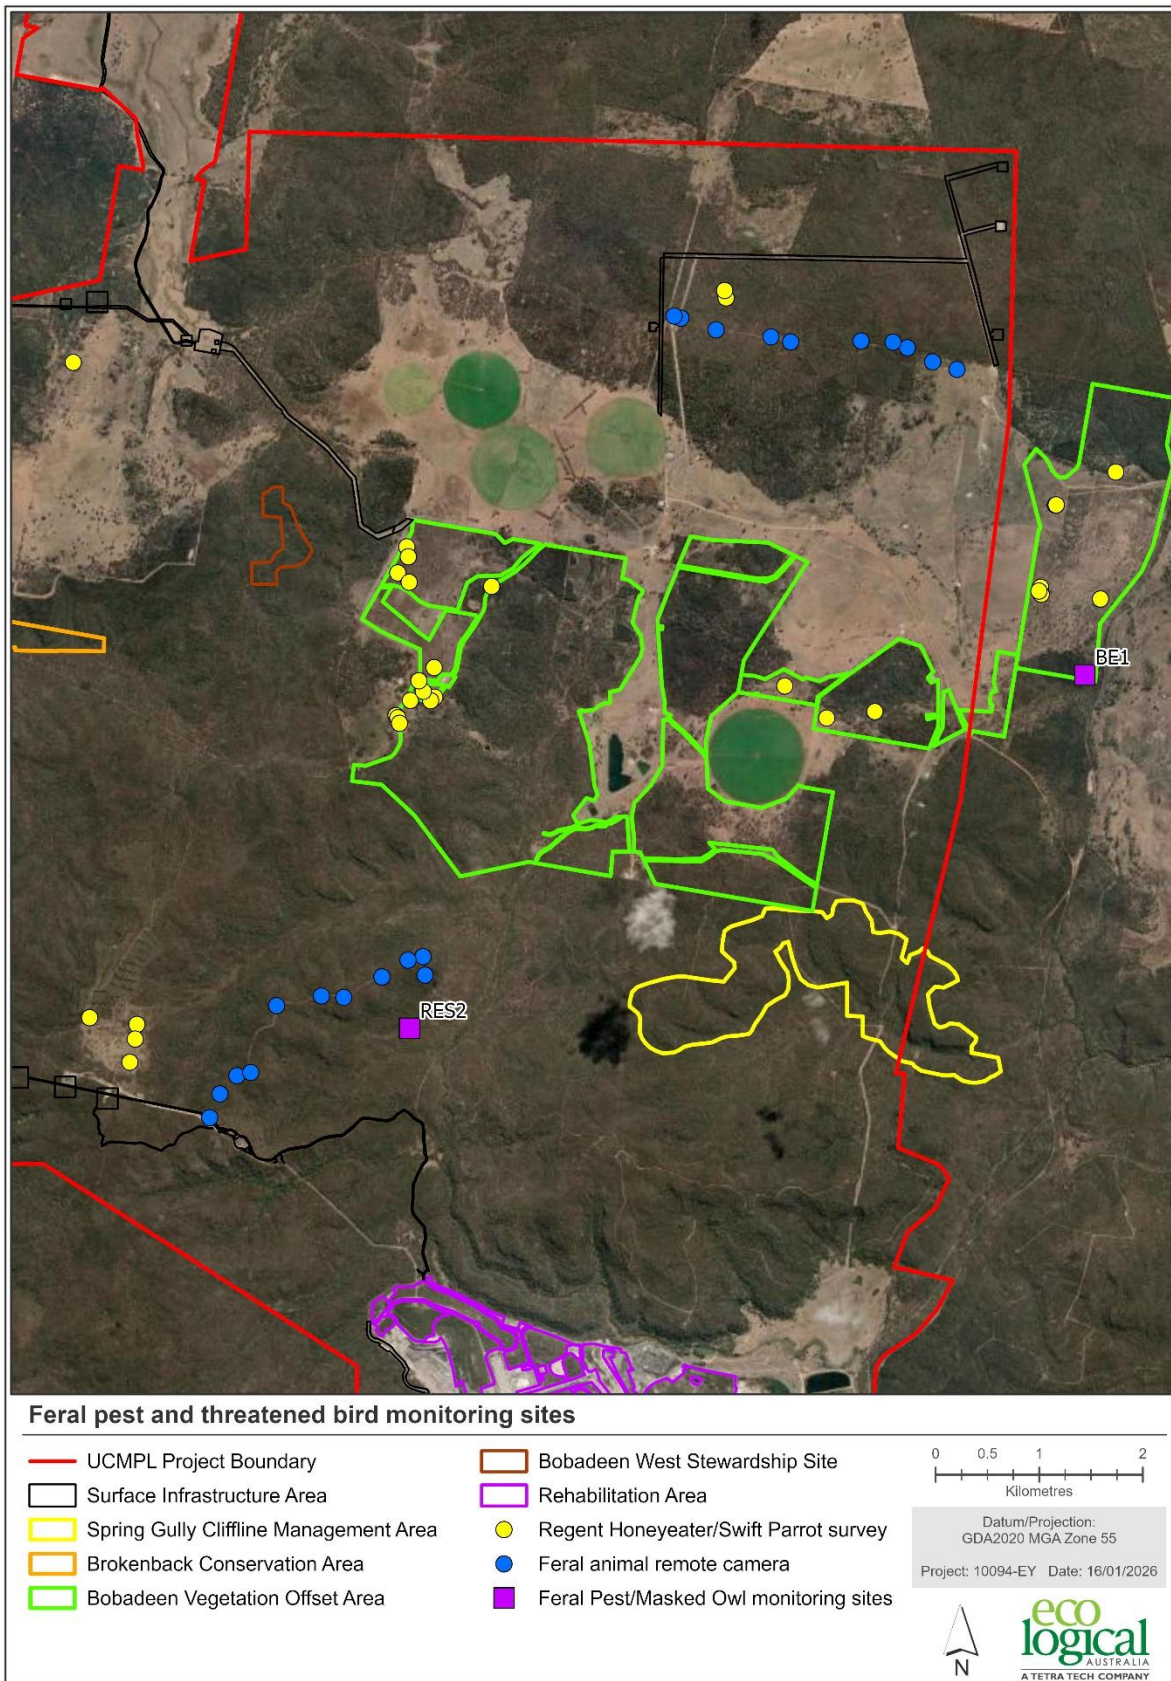 BE1
RES2
Feral pest and threatened bird monitoring sites
UCMPL Project Boundary
Surface Infrastructure Area
Spring Gully Cliffline Management Area
Brokenback Conservation Area
Bobadeen Vegetation Offset Area
Bobadeen West Stewardship Site
Rehabilitation Area
Regent Honeyeater/Swift Parrot survey
Feral animal remote camera
Feral Pest/Masked Owl monitoring sites
0 0.5 1 2
Kilometres
Datum/Projection:
GDA2020 MGA Zone 55
Project: 10094-EY Date: 16/01/2026
N
eco
logical
AUSTRALIA
A TETRA TECH COMPANY